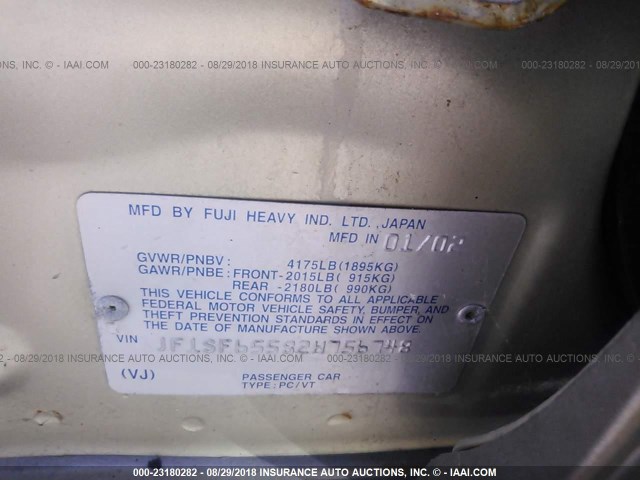 000-23180282 - 08/29/2018 INSURANCE AUTO AUCTIONS, INC. © - IAAI.COM
MFD BY FUJI HEAVY IND. LTD., JAPAN
MFD IN 01/02
GVWR/PNBV : 4175LB(1895KG)
GAWR/PNBE : FRONT-2015LB( 915KG)
REAR -2180LB( 990KG)
THIS VEHICLE CONFORMS TO ALL APPLICABLE
FEDERAL MOTOR VEHICLE SAFETY, BUMPER, AND
THEFT PREVENTION STANDARDS IN EFFECT ON
THE DATE OF MANUFACTURE SHOWN ABOVE.
VIN
(VJ) PASSENGER CAR
TYPE: PC/VT
000-23180282 - 08/29/2018 INSURANCE AUTO AUCTIONS, INC. © - IAAI.COM
000-23180282 - 08/29/2018 INSURANCE AUTO AUCTIONS, INC. © - IAAI.COM